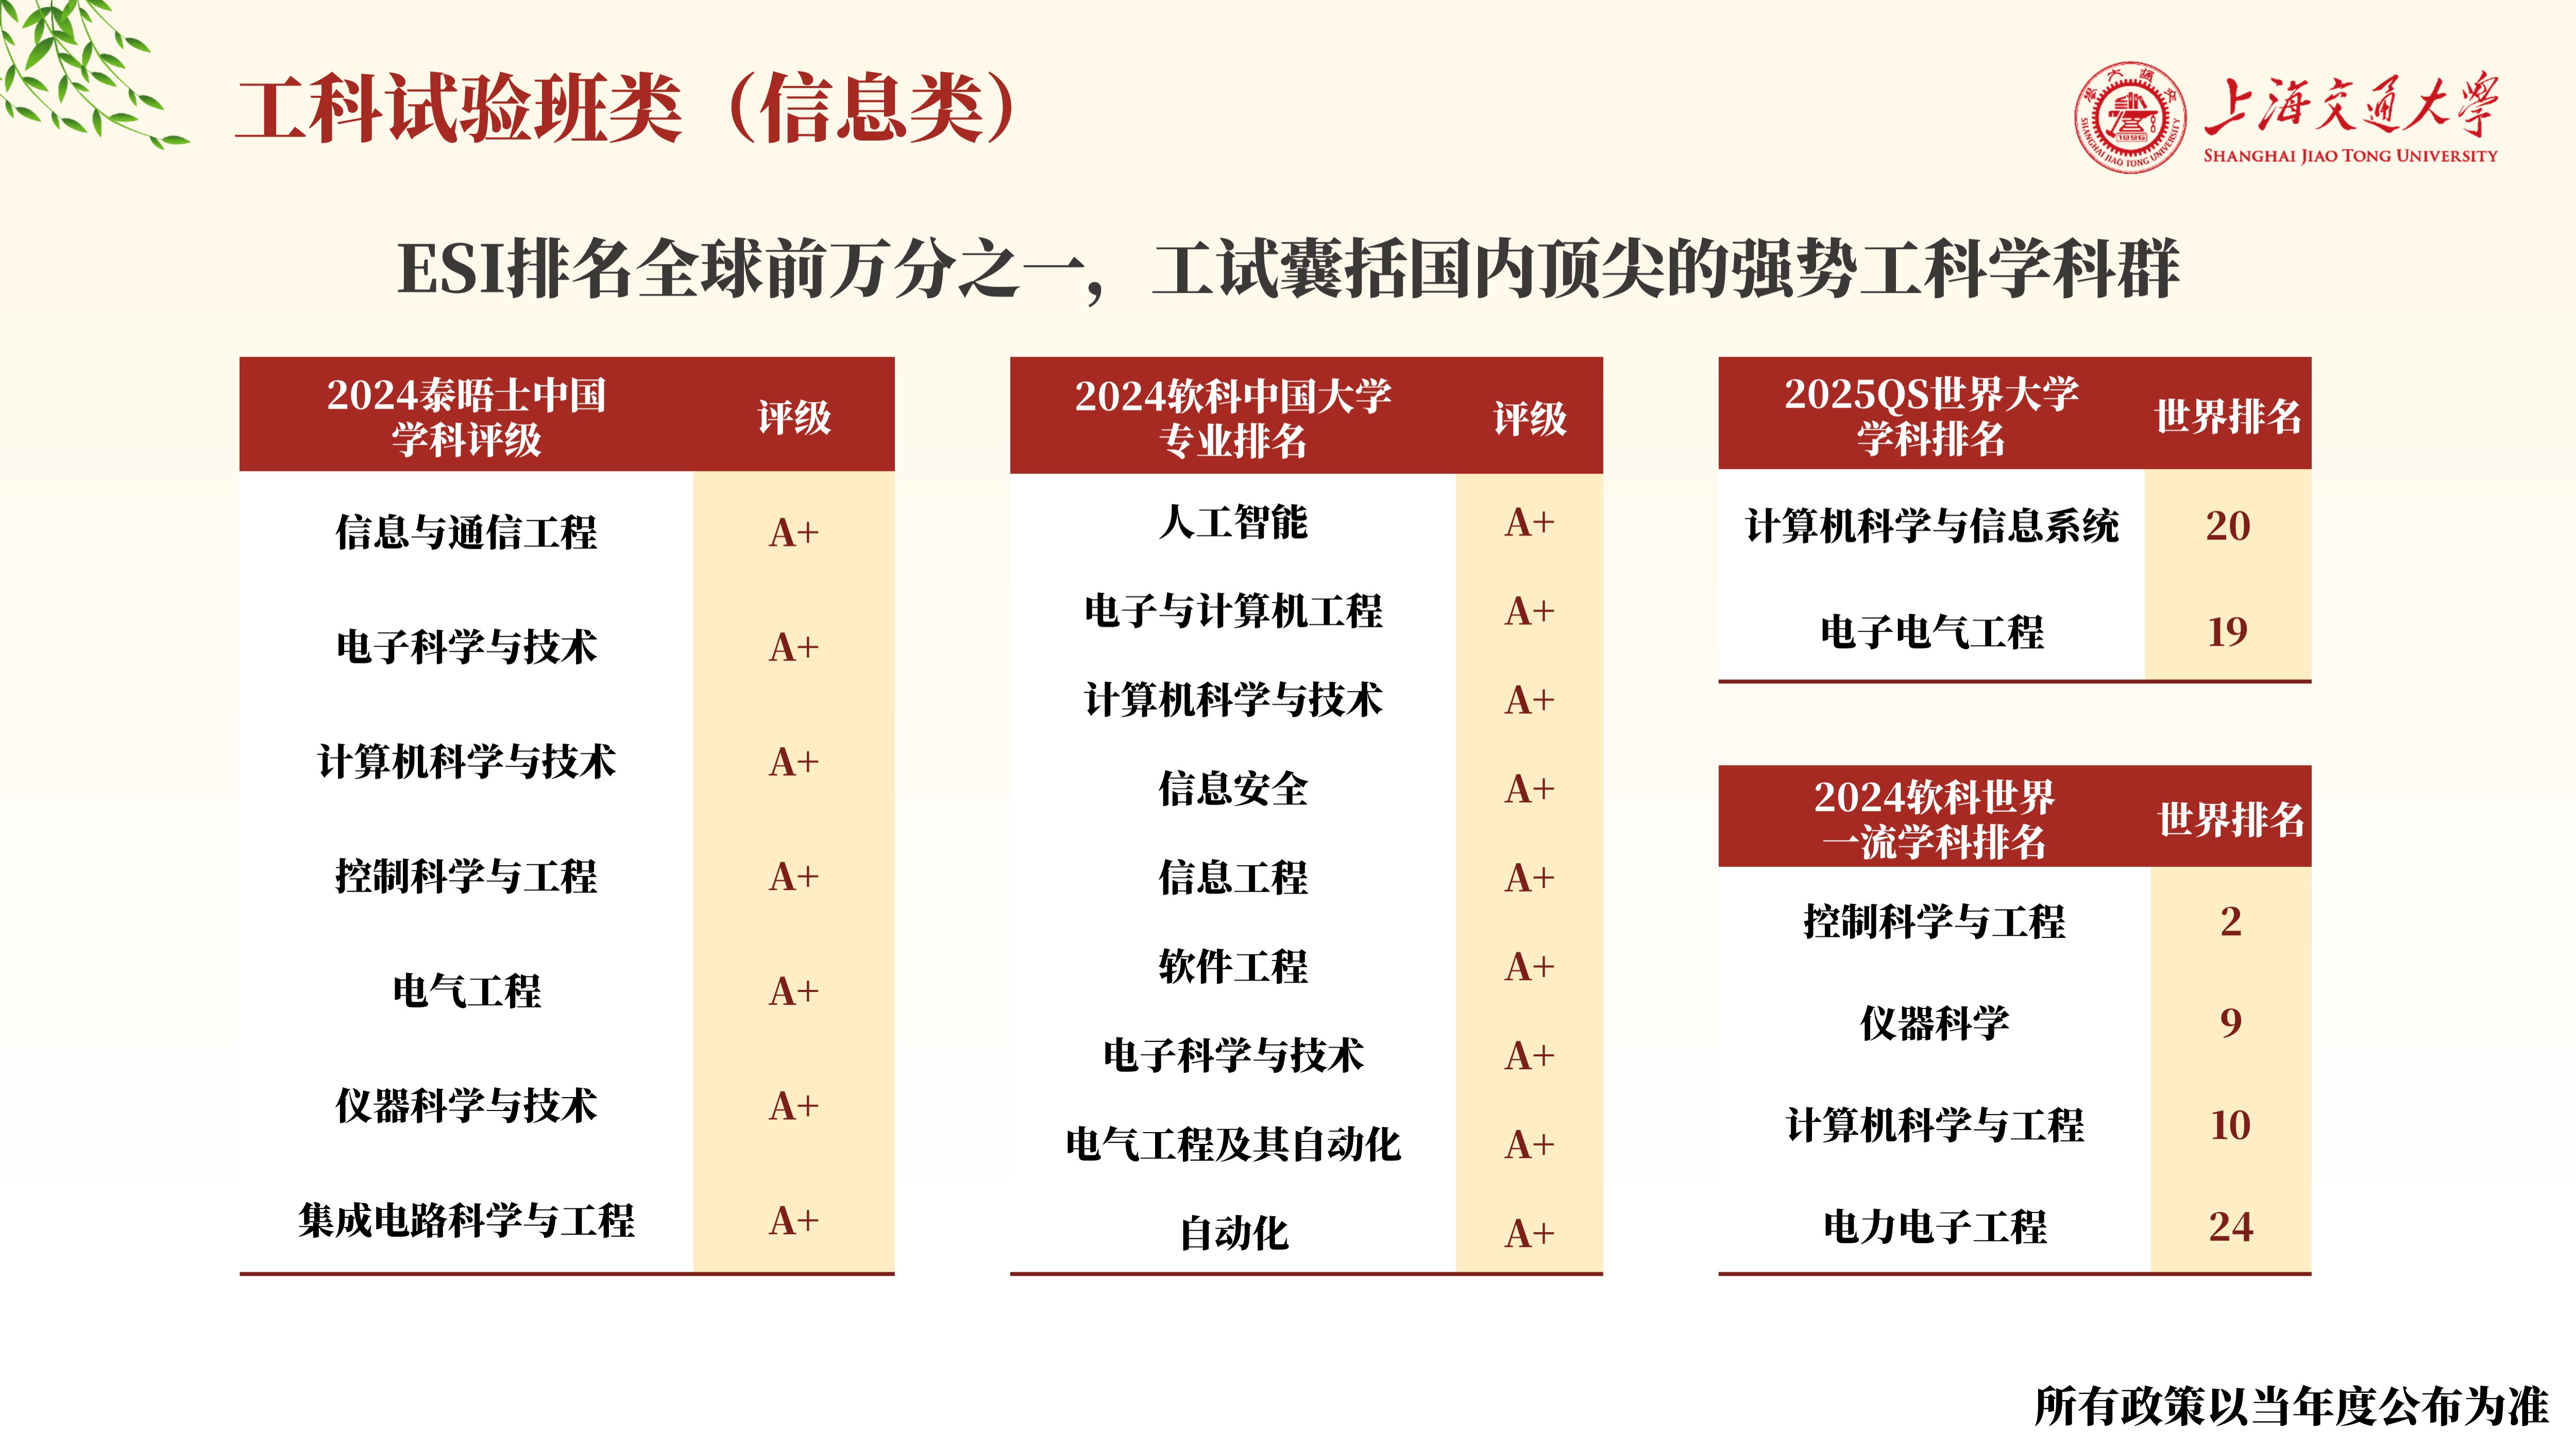 工科试验班类（信息类）
上海交通大学
SHANGHAI JIAO TONG UNIVERSITY
1896
SHANGHAI JIAO TONG UNIVERSITY
ESI排名全球前万分之一，工试囊括国内顶尖的强势工科学科群
2024泰晤士中国
学科评级
评级
信息与通信工程 A+
电子科学与技术 A+
计算机科学与技术 A+
控制科学与工程 A+
电气工程 A+
仪器科学与技术 A+
集成电路科学与工程 A+
2024软科中国大学
专业排名
评级
人工智能 A+
电子与计算机工程 A+
计算机科学与技术 A+
信息安全 A+
信息工程 A+
软件工程 A+
电子科学与技术 A+
电气工程及其自动化 A+
自动化 A+
2025QS世界大学
学科排名
世界排名
计算机科学与信息系统 20
电子电气工程 19
2024软科世界
一流学科排名
世界排名
控制科学与工程 2
仪器科学 9
计算机科学与工程 10
电力电子工程 24
所有政策以当年度公布为准